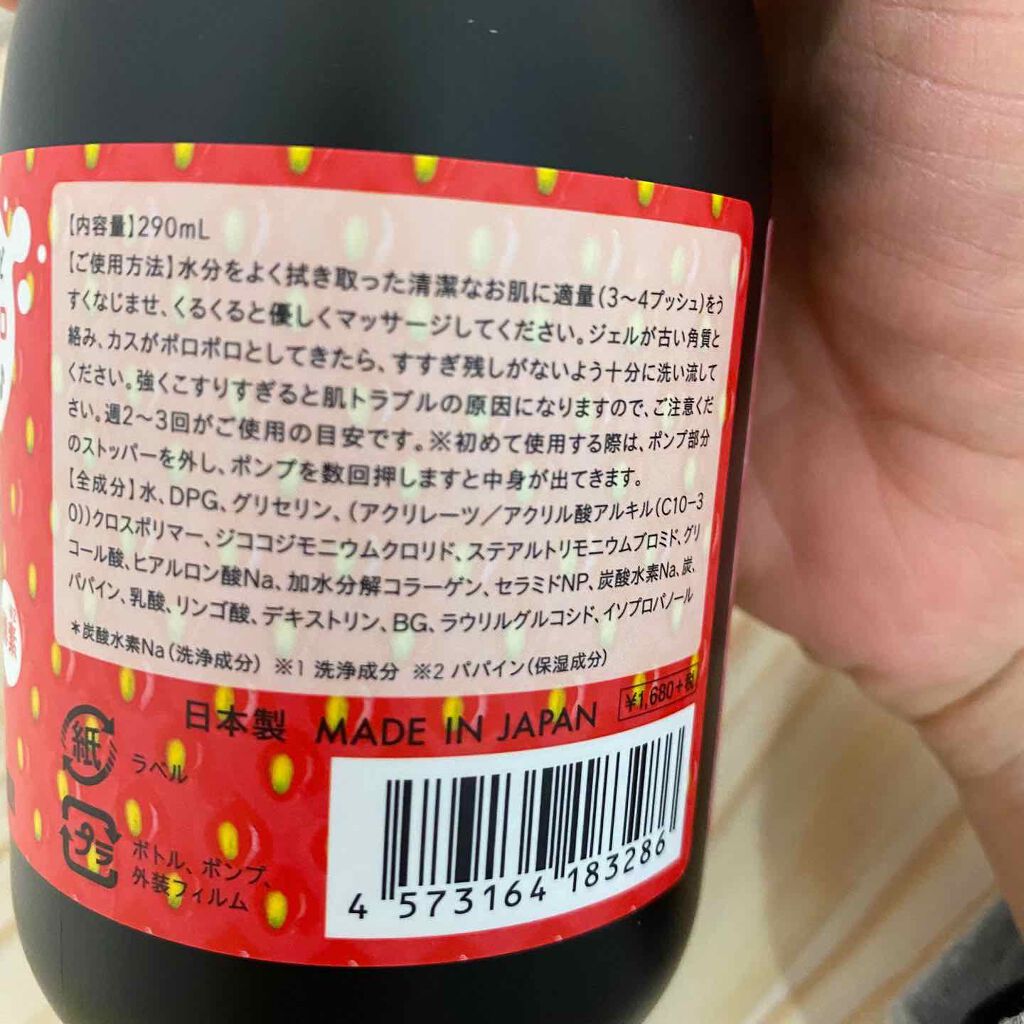 【内容量】290mL
【ご使用方法】水分をよく拭き取った清潔なお肌に適量(3〜4プッシュ)をう
すくなじませ、くるくると優しくマッサージしてください。ジェルが古い角質と
絡み、カスがポロポロとしてきたら、すすぎ残しがないよう十分に洗い流して
ください。強くこすりすぎると肌トラブルの原因になりますので、ご注意くだ
さい。週2〜3回がご使用の目安です。※初めて使用する際は、ポンプ部分
のストッパーを外し、ポンプを数回押しますと中身が出てきます。
【全成分】水、DPG、グリセリン、(アクリレーツ/アクリル酸アルキル(C10-3
0))クロスポリマー、ジココジモニウムクロリド、ステアルトリモニウムブロミド、グリ
コール酸、ヒアルロン酸Na、加水分解コラーゲン、セラミドNP、炭酸水素Na、炭、
パパイン、乳酸、リンゴ酸、デキストリン、BG、ラウリルグルコシド、イソプロパノール
*炭酸水素Na(洗浄成分) ※1 洗浄成分 ※2 パパイン(保湿成分)
¥1,680+税
日本製 MADE IN JAPAN
紙 ラベル
プラ ボトル、ポンプ、
外装フィルム
4 573164 183286